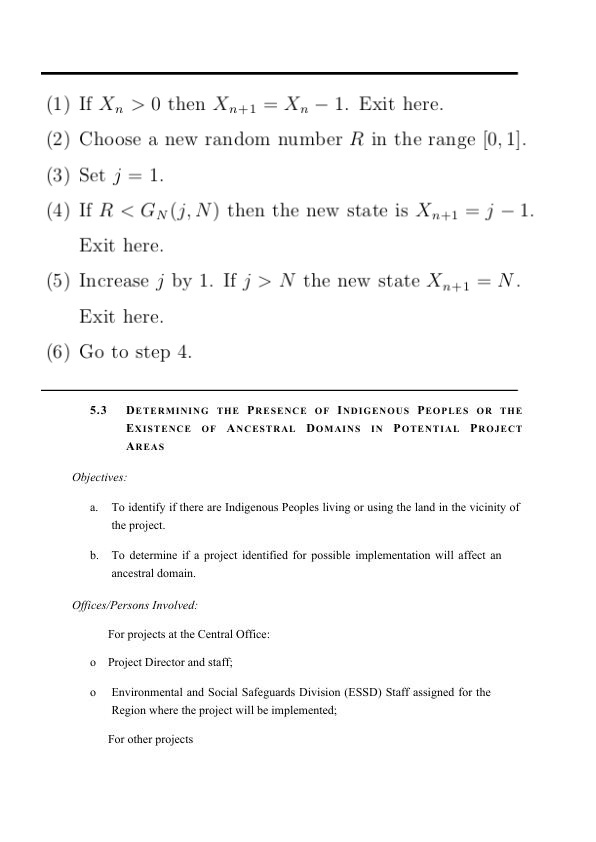 (1) If Xₙ > 0 then Xₙ₊₁ = Xₙ − 1. Exit here.
(2) Choose a new random number R in the range [0, 1].
(3) Set j = 1.
(4) If R < G_N(j, N) then the new state is Xₙ₊₁ = j − 1.
Exit here.
(5) Increase j by 1. If j > N the new state Xₙ₊₁ = N.
Exit here.
(6) Go to step 4.
5.3 DETERMINING THE PRESENCE OF INDIGENOUS PEOPLES OR THE
EXISTENCE OF ANCESTRAL DOMAINS IN POTENTIAL PROJECT
AREAS
Objectives:
a. To identify if there are Indigenous Peoples living or using the land in the vicinity of
the project.
b. To determine if a project identified for possible implementation will affect an
ancestral domain.
Offices/Persons Involved:
For projects at the Central Office:
o Project Director and staff;
o Environmental and Social Safeguards Division (ESSD) Staff assigned for the
Region where the project will be implemented;
For other projects